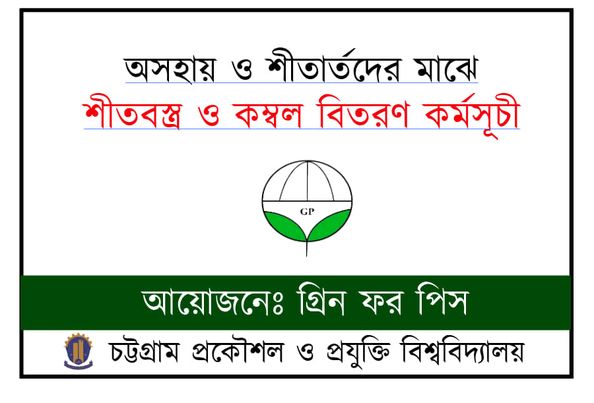 অসহায় ও শীতার্তদের মাঝে
শীতবস্ত্র ও কম্বল বিতরণ কর্মসূচী
GP
আয়োজনেঃ গ্রিন ফর পিস
চট্টগ্রাম প্রকৌশল ও প্রযুক্তি বিশ্ববিদ্যালয়